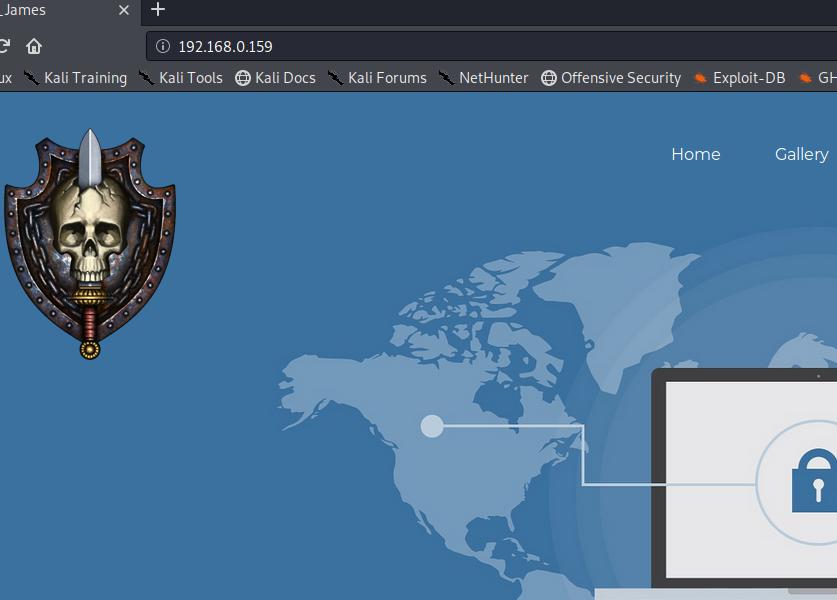 _James
192.168.0.159
ux Kali Training Kali Tools Kali Docs Kali Forums NetHunter Offensive Security Exploit-DB GH
Home Gallery